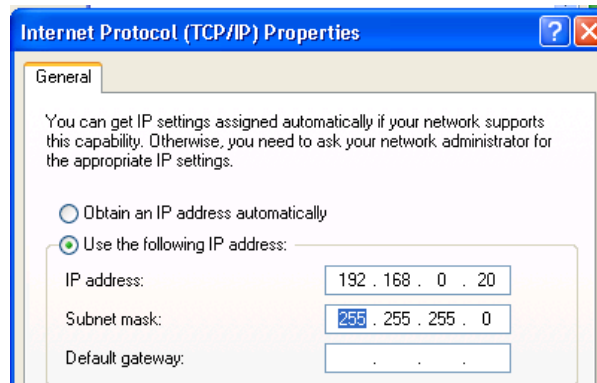 Internet Protocol (TCP/IP) Properties
General
You can get IP settings assigned automatically if your network supports
this capability. Otherwise, you need to ask your network administrator for
the appropriate IP settings.
Obtain an IP address automatically
Use the following IP address:
IP address: 192 . 168 . 0 . 20
Subnet mask: 255 . 255 . 255 . 0
Default gateway: . . .